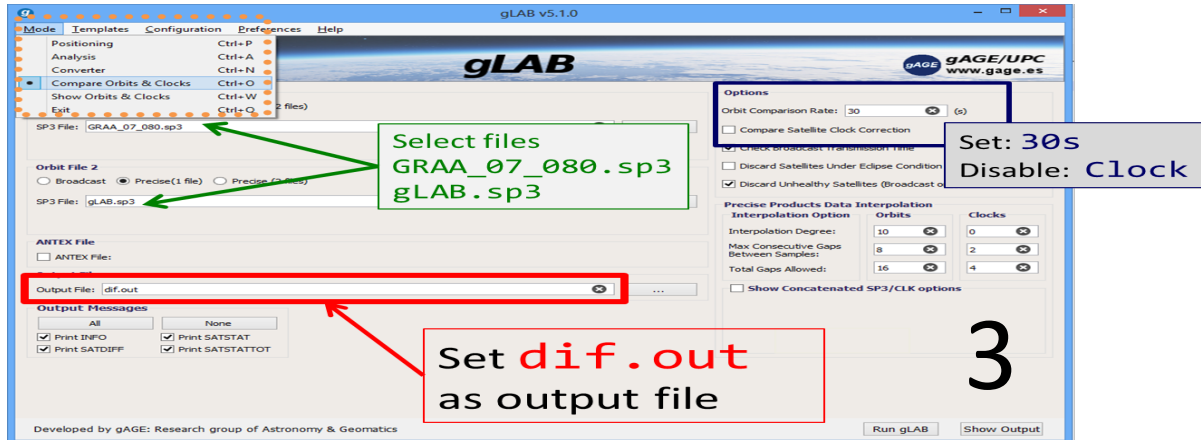 gLAB v5.1.0
Mode Templates Configuration Preferences Help
Positioning Ctrl+P
Analysis Ctrl+A
Converter Ctrl+N
Compare Orbits & Clocks Ctrl+O
Show Orbits & Clocks Ctrl+W
Exit Ctrl+Q
gLAB
gAGE gAGE/UPC
www.gage.es
2 files)
SP3 File: GRAA_07_080.sp3
Orbit File 2
Broadcast Precise(1 file) Precise (2 files)
SP3 File: gLAB.sp3
ANTEX File
ANTEX File:
Output File: dif.out ...
Output Messages
All None
Print INFO Print SATSTAT
Print SATDIFF Print SATSTATTOT
Select files
GRAA_07_080.sp3
gLAB.sp3
Set dif.out
as output file
Options
Orbit Comparison Rate: 30 (s)
Compare Satellite Clock Correction
Check Broadcast Transmission Time
Discard Satellites Under Eclipse Condition
Discard Unhealthy Satellites (Broadcast o
Set: 30s
Disable: Clock
Precise Products Data Interpolation
Interpolation Option Orbits Clocks
Interpolation Degree: 10 0
Max Consecutive Gaps
Between Samples: 8 2
Total Gaps Allowed: 16 4
Show Concatenated SP3/CLK options
3
Developed by gAGE: Research group of Astronomy & Geomatics
Run gLAB Show Output